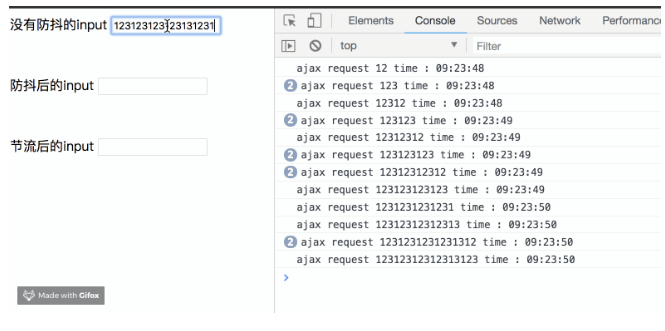 没有防抖的input 123123123123131231
防抖后的input
节流后的input
Made with Gifox
Elements Console Sources Network Performance
top Filter
ajax request 12 time : 09:23:48
2 ajax request 123 time : 09:23:48
ajax request 12312 time : 09:23:48
2 ajax request 123123 time : 09:23:49
ajax request 12312312 time : 09:23:49
2 ajax request 123123123 time : 09:23:49
2 ajax request 12312312312 time : 09:23:49
ajax request 123123123123 time : 09:23:49
ajax request 1231231231231 time : 09:23:50
ajax request 12312312312313 time : 09:23:50
2 ajax request 1231231231231312 time : 09:23:50
ajax request 12312312312313123 time : 09:23:50